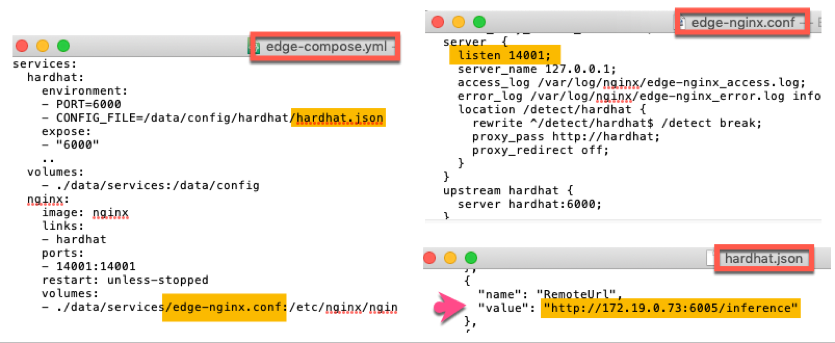 edge-compose.yml
services:
hardhat:
environment:
- PORT=6000
- CONFIG_FILE=/data/config/hardhat/hardhat.json
expose:
- "6000"
..
volumes:
- ./data/services:/data/config
nginx:
image: nginx
links:
- hardhat
ports:
- 14001:14001
restart: unless-stopped
volumes:
- ./data/services/edge-nginx.conf:/etc/nginx/ngin
edge-nginx.conf
server {
listen 14001;
server_name 127.0.0.1;
access_log /var/log/nginx/edge-nginx_access.log;
error_log /var/log/nginx/edge-nginx_error.log info
location /detect/hardhat {
rewrite ^/detect/hardhat$ /detect break;
proxy_pass http://hardhat;
proxy_redirect off;
}
}
upstream hardhat {
server hardhat:6000;
}
hardhat.json
},
{
"name": "RemoteUrl",
"value": "http://172.19.0.73:6005/inference"
},